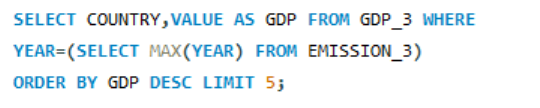 SELECT COUNTRY,VALUE AS GDP FROM GDP_3 WHERE
YEAR=(SELECT MAX(YEAR) FROM EMISSION_3)
ORDER BY GDP DESC LIMIT 5;